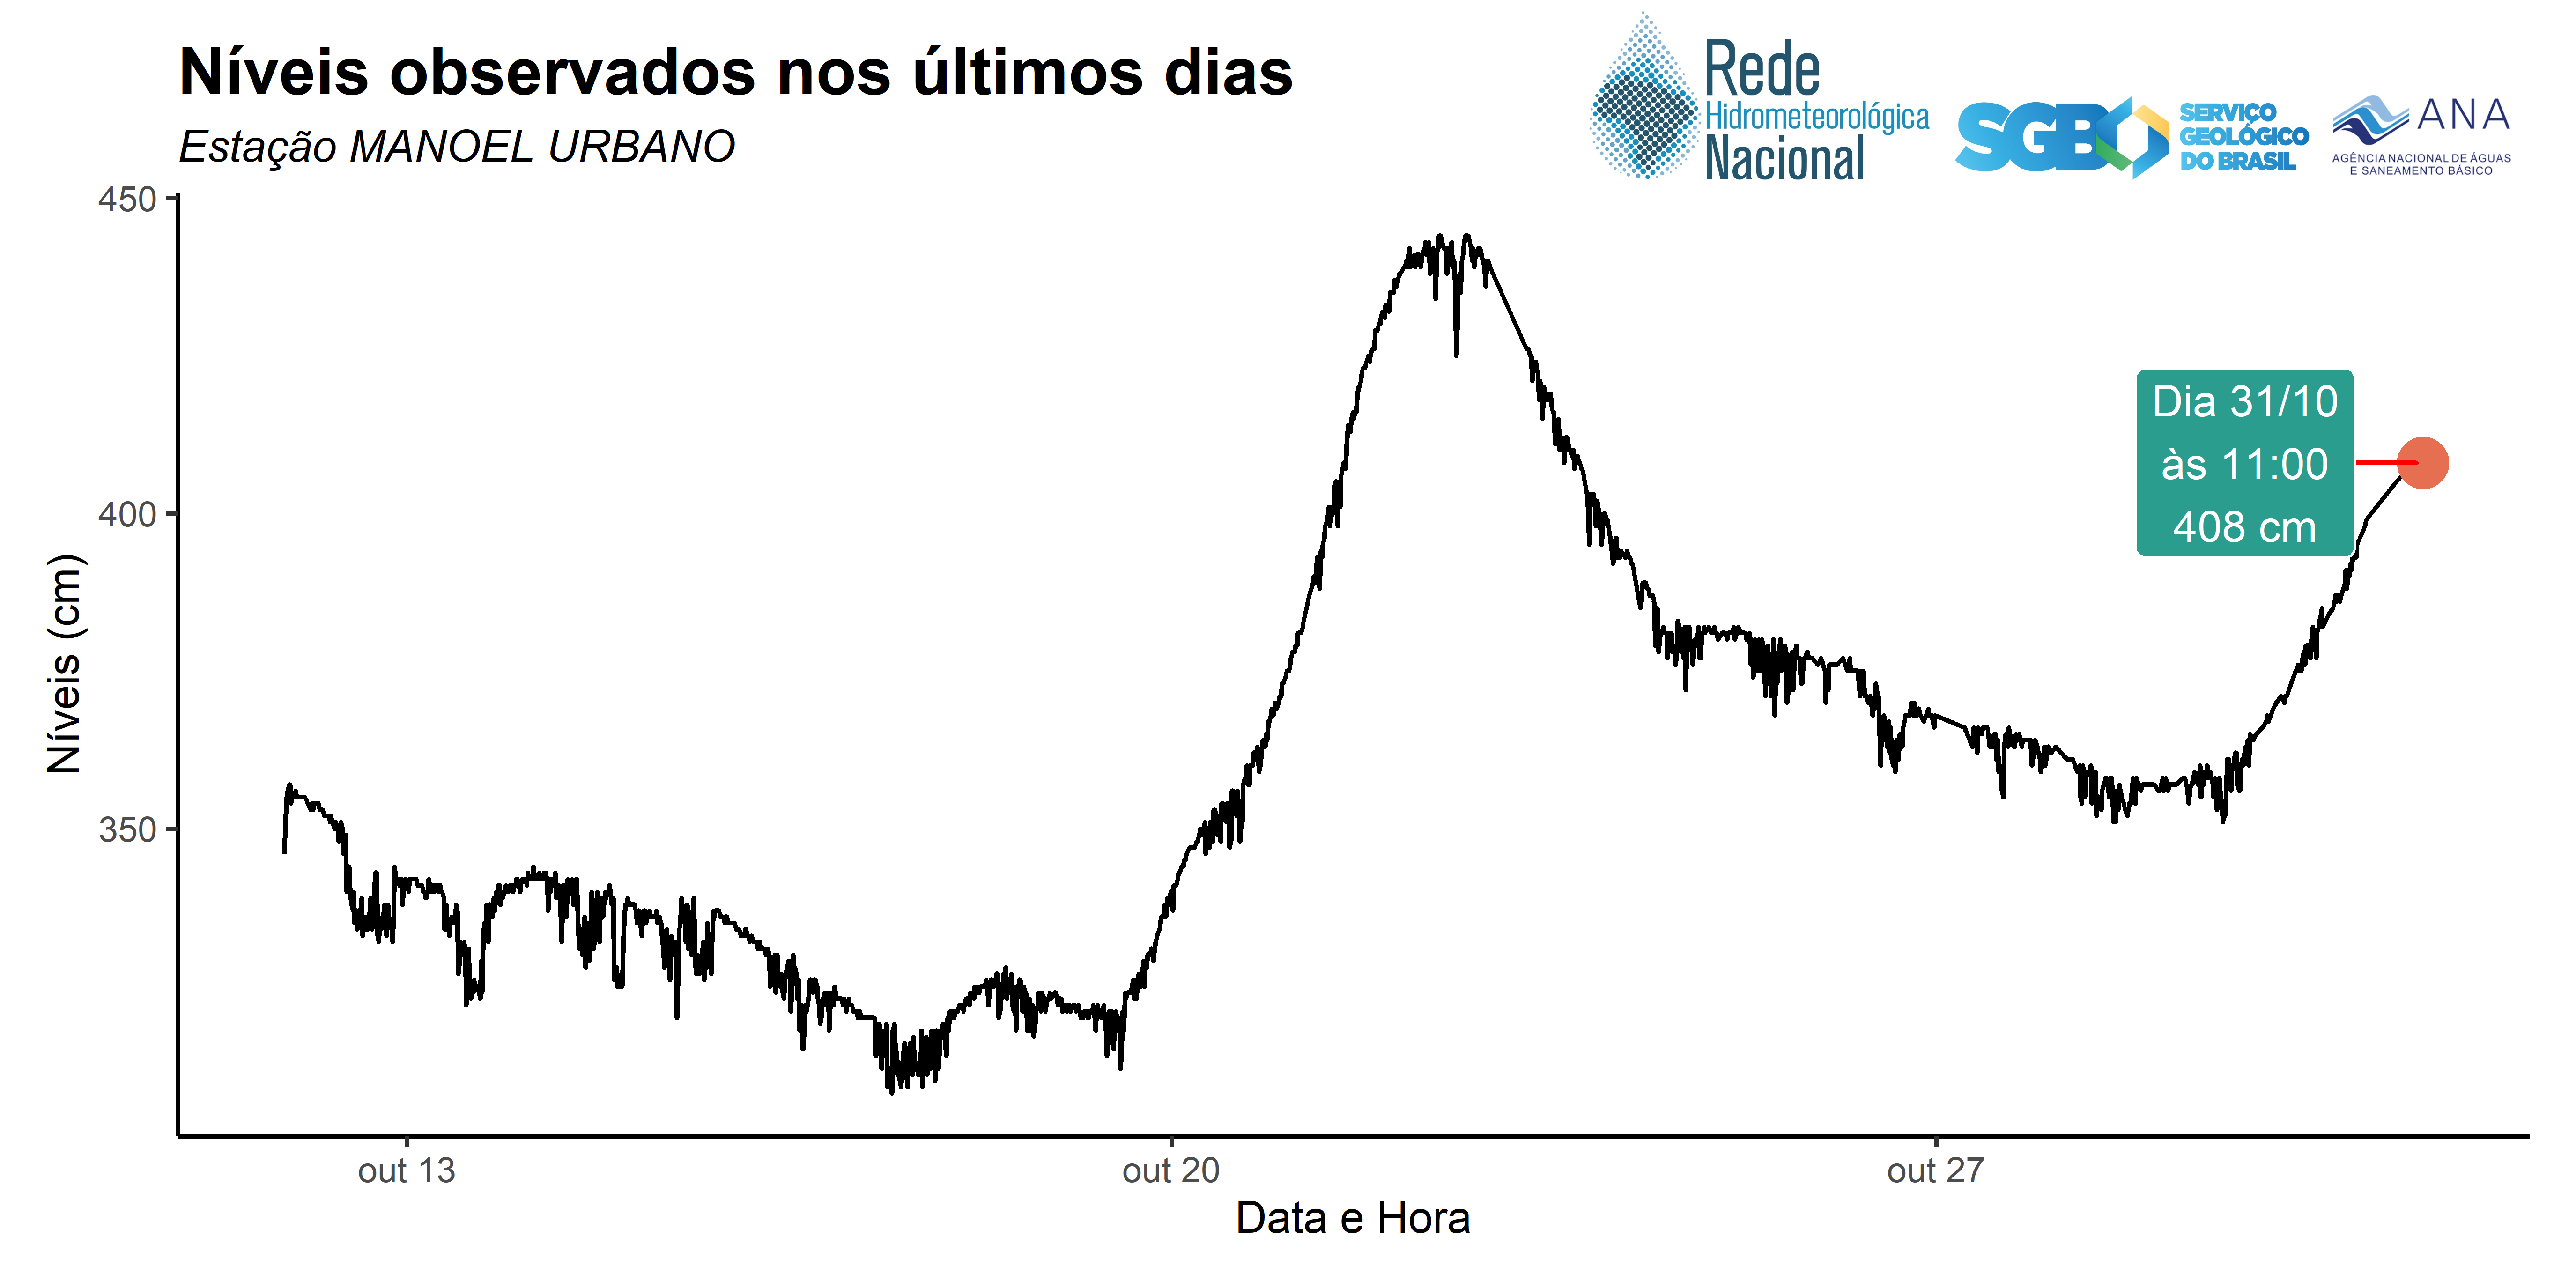 Níveis observados nos últimos dias
Estação MANOEL URBANO
Rede
Hidrometeorológica
Nacional
SGB
SERVIÇO
GEOLÓGICO
DO BRASIL
ANA
AGÊNCIA NACIONAL DE ÁGUAS
E SANEAMENTO BÁSICO
450
400
350
Níveis (cm)
Dia 31/10
às 11:00
408 cm
out 13
out 20
out 27
Data e Hora